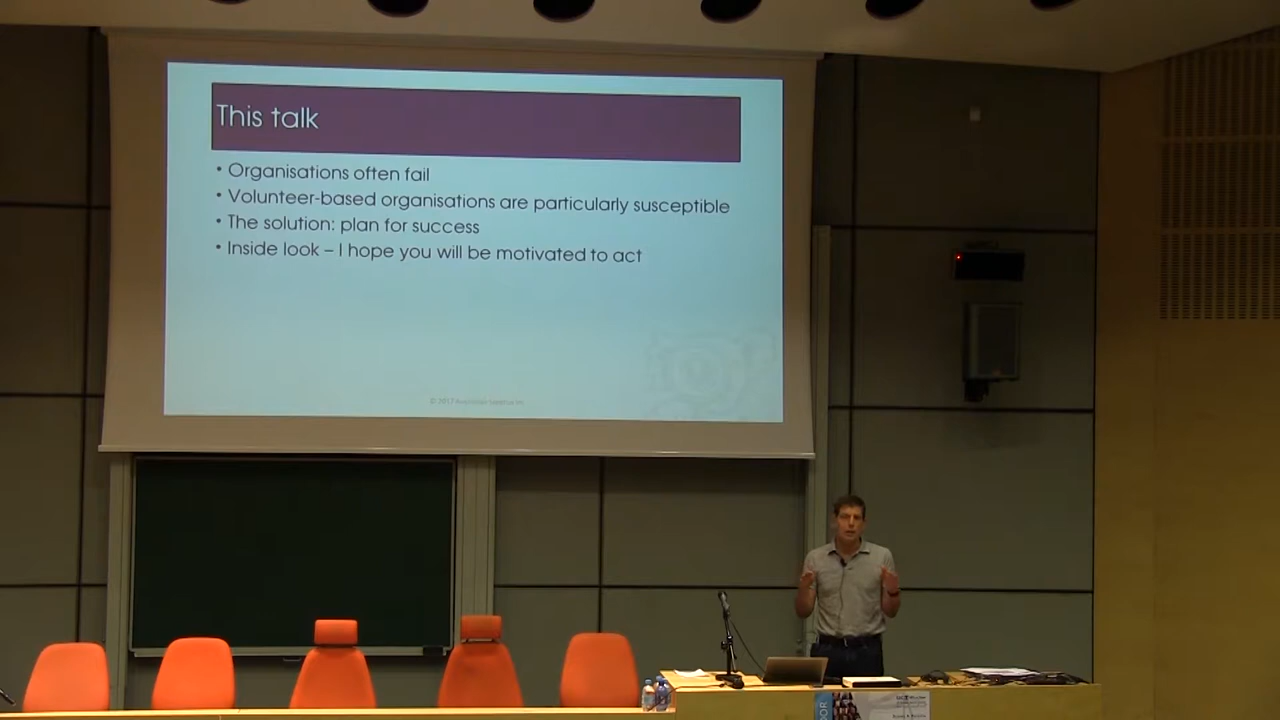 This talk
• Organisations often fail
• Volunteer-based organisations are particularly susceptible
• The solution: plan for success
• Inside look – I hope you will be motivated to act
© 2017